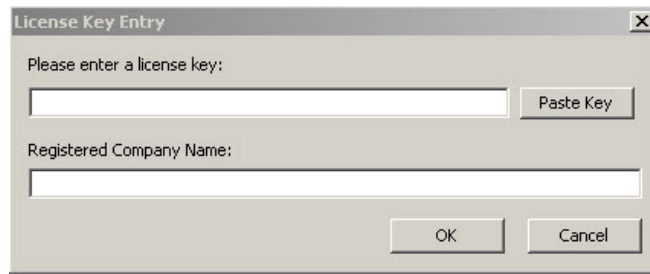 License Key Entry
Please enter a license key:
Paste Key
Registered Company Name:
OK Cancel